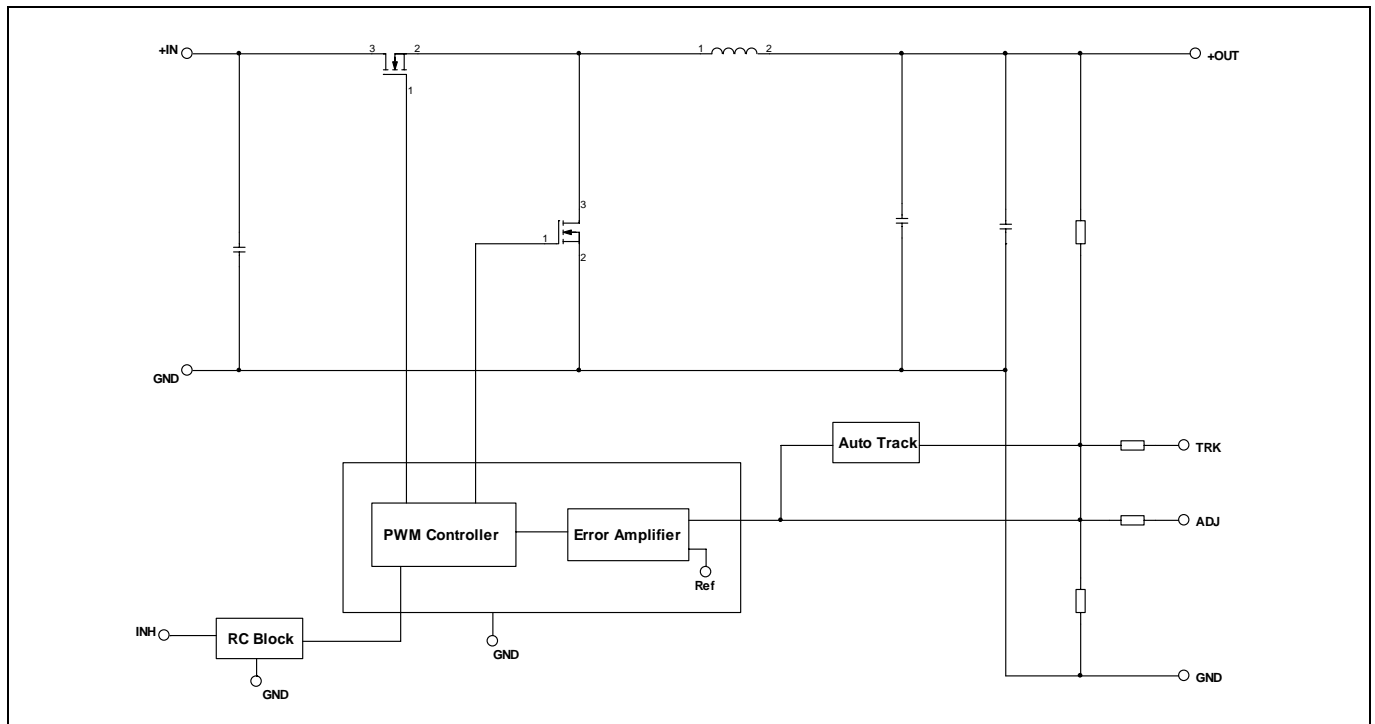 +IN
3
2
1
1
2
+OUT
3
1
2
GND
Auto Track
TRK
PWM Controller
Error Amplifier
ADJ
Ref
INH
RC Block
GND
GND
GND